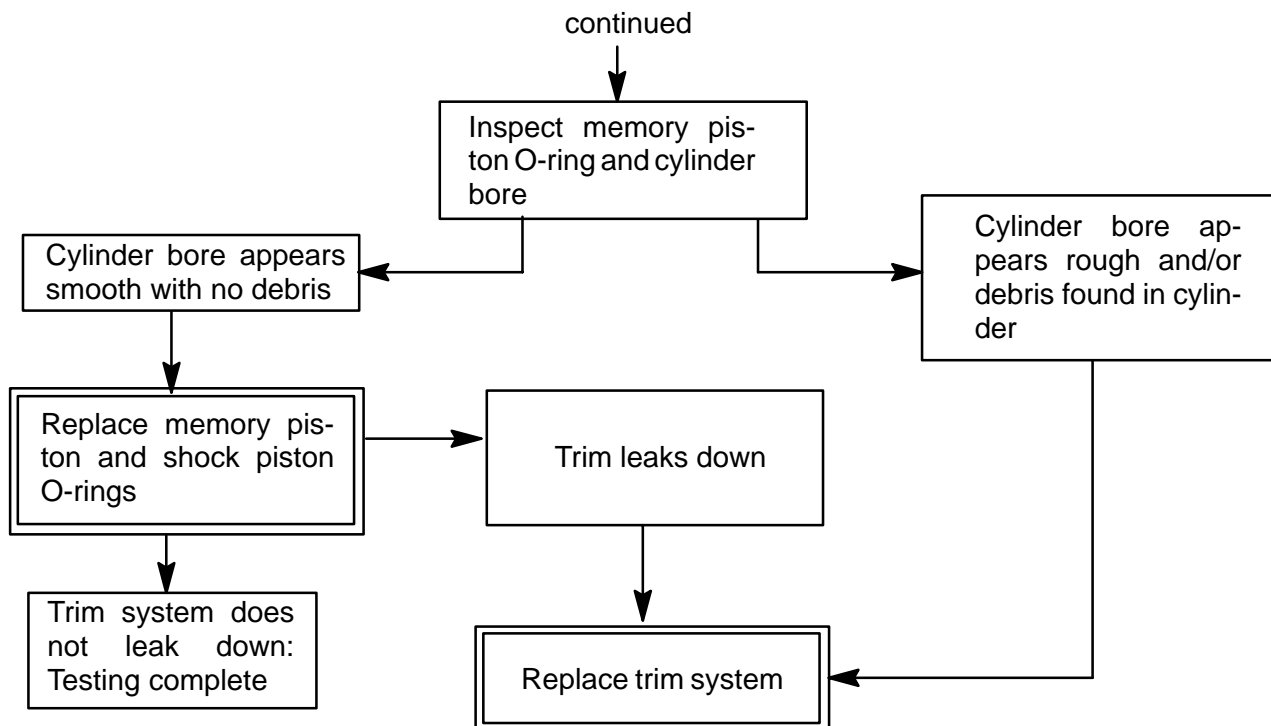 continued
Inspect memory pis-
ton O-ring and cylinder
bore
Cylinder bore appears
smooth with no debris
Cylinder bore ap-
pears rough and/or
debris found in cylin-
der
Replace memory pis-
ton and shock piston
O-rings
Trim leaks down
Trim system does
not leak down:
Testing complete
Replace trim system